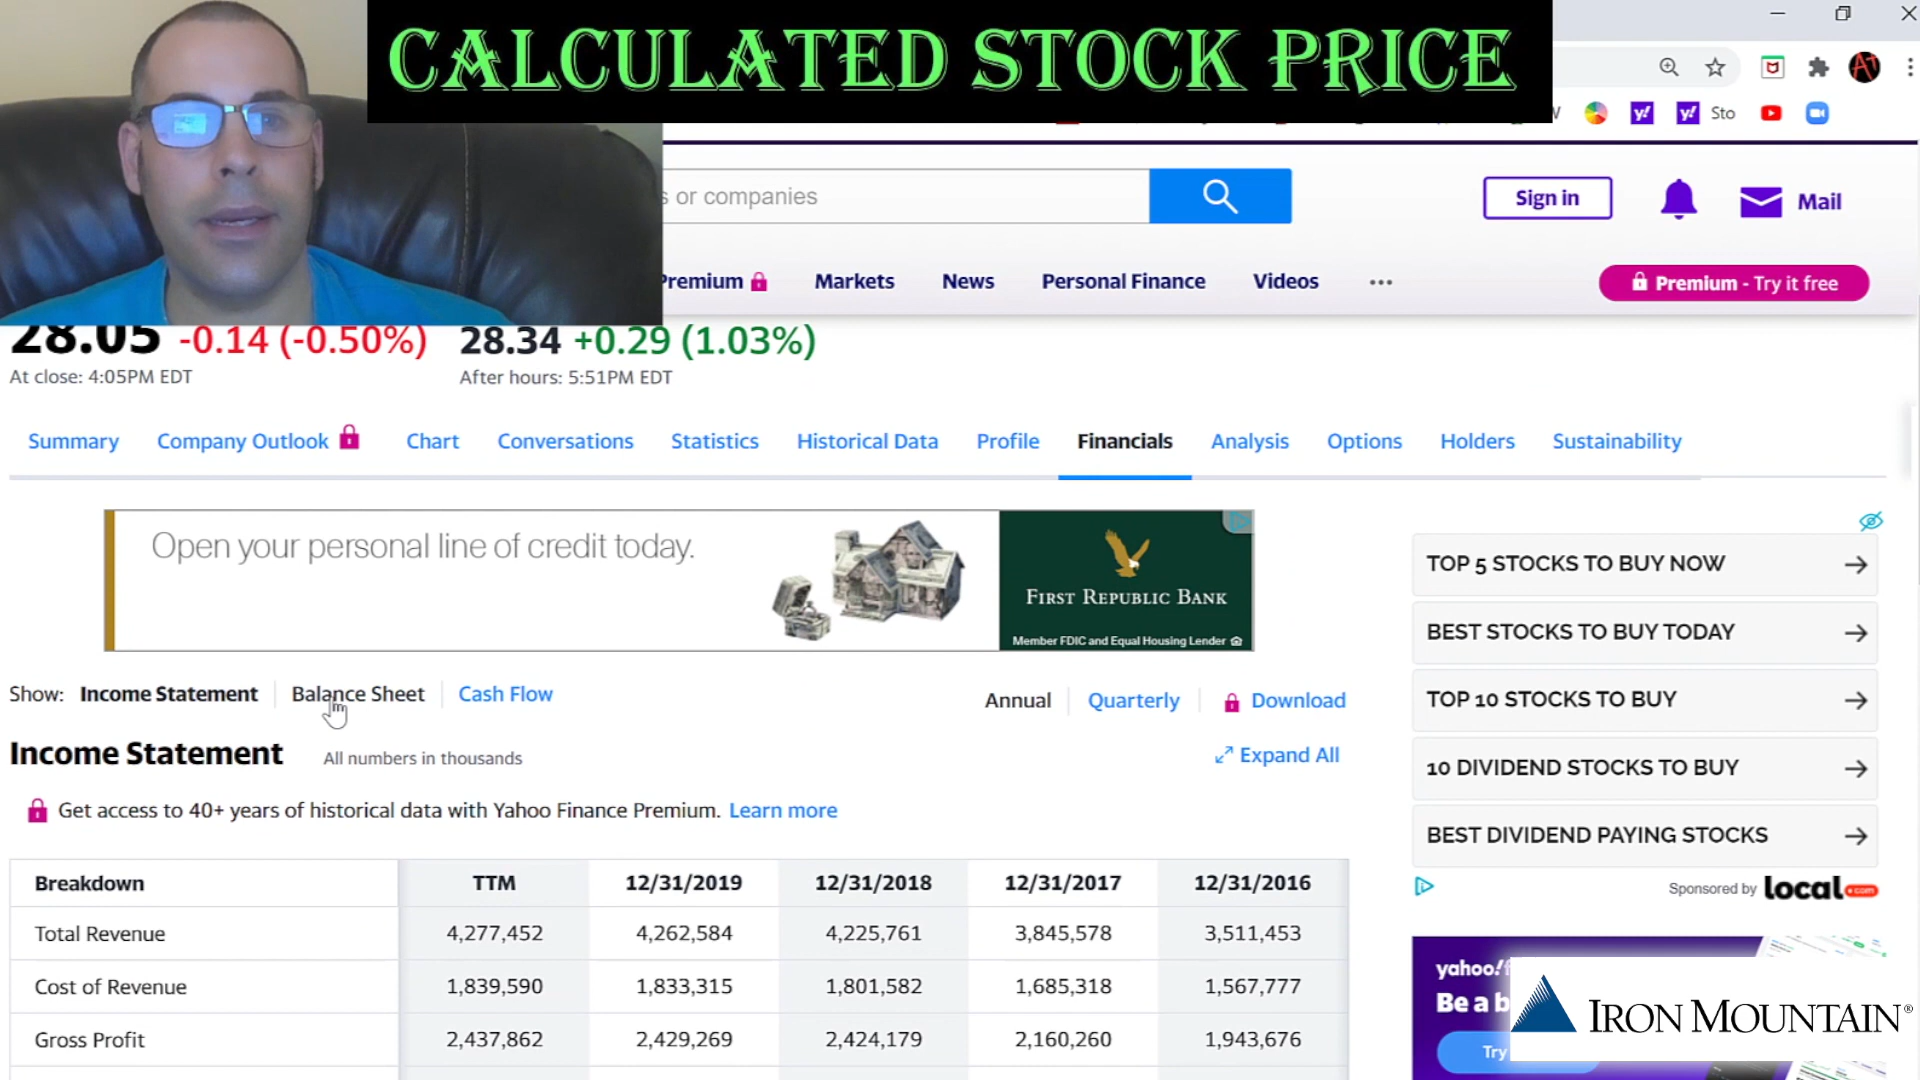 CALCULATED STOCK PRICE
Sto
or companies
Sign in
Mail
Premium
Markets
News
Personal Finance
Videos
Premium - Try it free
28.05 -0.14 (-0.50%)
At close: 4:05PM EDT
28.34 +0.29 (1.03%)
After hours: 5:51PM EDT
Summary
Company Outlook
Chart
Conversations
Statistics
Historical Data
Profile
Financials
Analysis
Options
Holders
Sustainability
Open your personal line of credit today.
FIRST REPUBLIC BANK
Member FDIC and Equal Housing Lender
TOP 5 STOCKS TO BUY NOW
BEST STOCKS TO BUY TODAY
TOP 10 STOCKS TO BUY
10 DIVIDEND STOCKS TO BUY
BEST DIVIDEND PAYING STOCKS
Sponsored by local.com
Show: Income Statement Balance Sheet Cash Flow
Annual Quarterly Download
Income Statement All numbers in thousands
Expand All
Get access to 40+ years of historical data with Yahoo Finance Premium. Learn more
Breakdown TTM 12/31/2019 12/31/2018 12/31/2017 12/31/2016
Total Revenue 4,277,452 4,262,584 4,225,761 3,845,578 3,511,453
Cost of Revenue 1,839,590 1,833,315 1,801,582 1,685,318 1,567,777
Gross Profit 2,437,862 2,429,269 2,424,179 2,160,260 1,943,676
yahoo!
Be a b
Try
IRON MOUNTAIN®